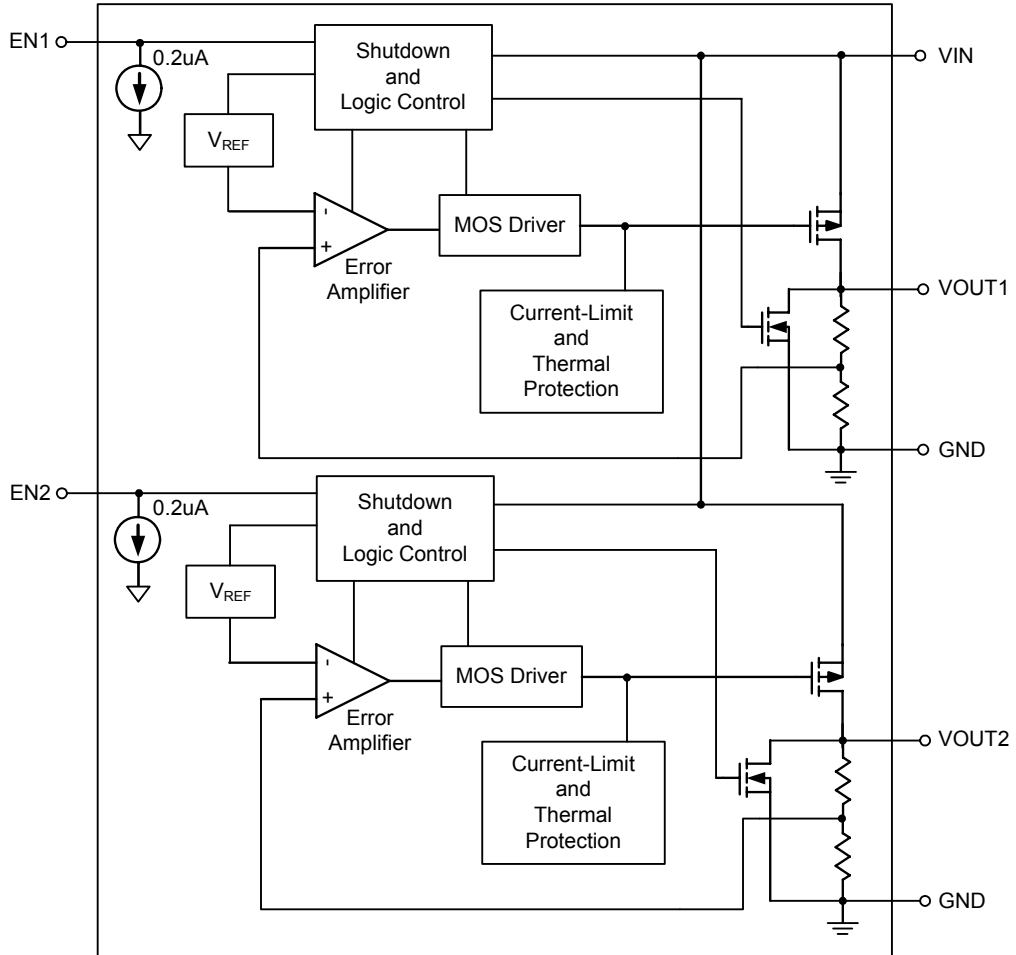 EN1
0.2uA
Shutdown
and
Logic Control
VIN
VREF
-
+
Error
Amplifier
MOS Driver
Current-Limit
and
Thermal
Protection
VOUT1
GND
EN2
0.2uA
Shutdown
and
Logic Control
VREF
-
+
Error
Amplifier
MOS Driver
Current-Limit
and
Thermal
Protection
VOUT2
GND